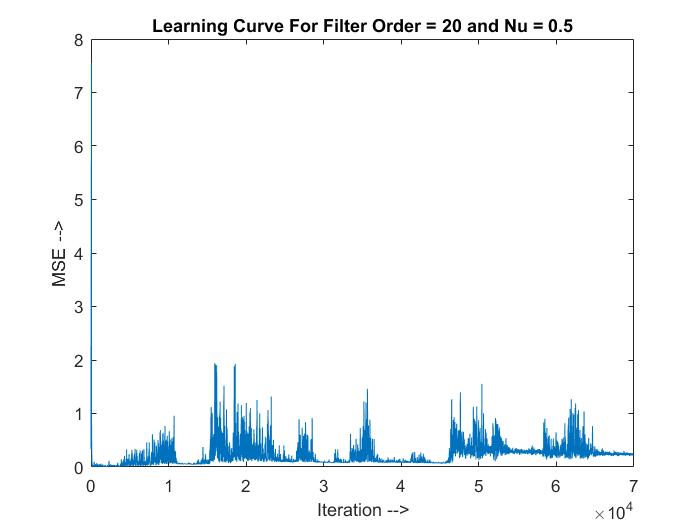 Learning Curve For Filter Order = 20 and Nu = 0.5
8
7
6
5
4
3
2
1
0
MSE -->
0 1 2 3 4 5 6 7
Iteration -->
×10^4